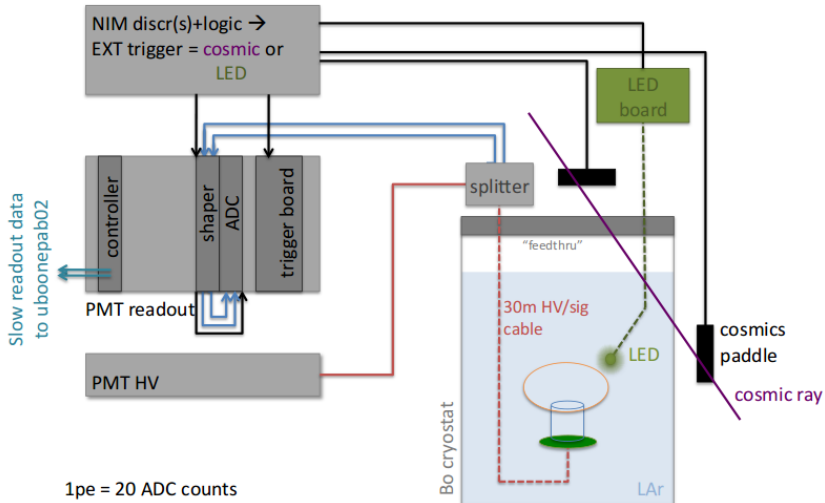 NIM discr(s)+logic →
EXT trigger = cosmic or
LED
LED
board
splitter
controller
shaper
ADC
trigger board
Slow readout data
to uboonepab02
"feedthru"
PMT readout
30m HV/sig
cable
LED
cosmics
paddle
PMT HV
cosmic ray
Bo cryostat
1pe = 20 ADC counts
LAr